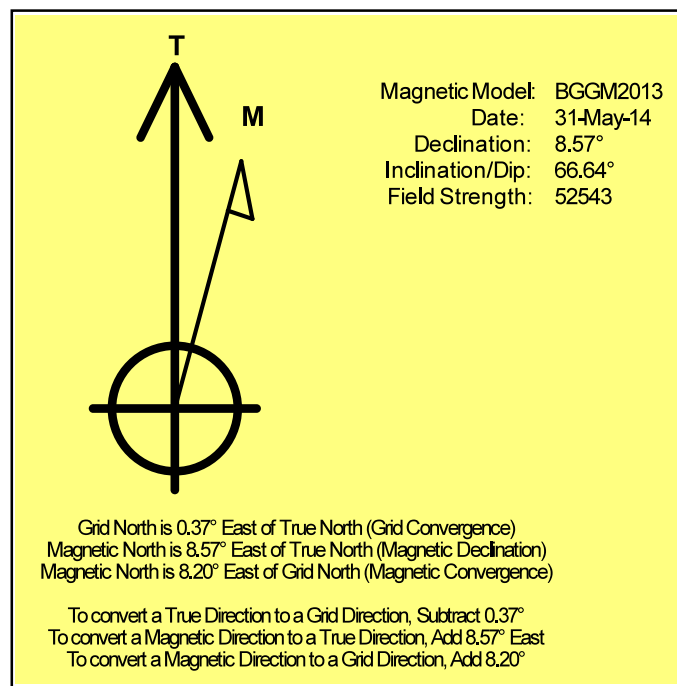 T
M
Magnetic Model: BGGM2013
Date: 31-May-14
Declination: 8.57°
Inclination/Dip: 66.64°
Field Strength: 52543
Grid North is 0.37° East of True North (Grid Convergence)
Magnetic North is 8.57° East of True North (Magnetic Declination)
Magnetic North is 8.20° East of Grid North (Magnetic Convergence)
To convert a True Direction to a Grid Direction, Subtract 0.37°
To convert a Magnetic Direction to a True Direction, Add 8.57° East
To convert a Magnetic Direction to a Grid Direction, Add 8.20°